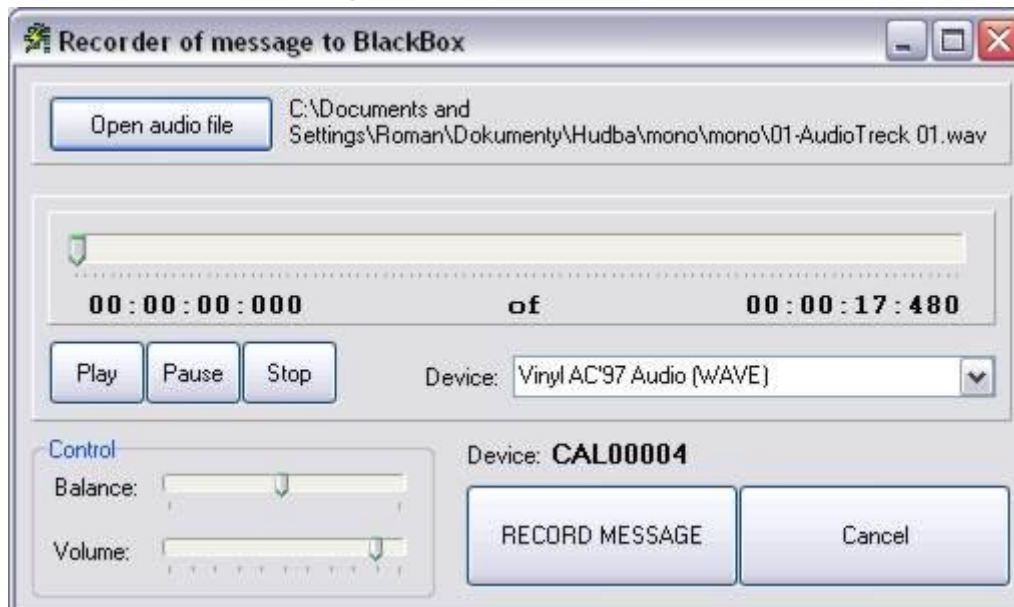 Recorder of message to BlackBox
Open audio file
C:\Documents and
Settings\Roman\Dokumenty\Hudba\mono\mono\01-AudioTreck 01.wav
00:00:00:000 of 00:00:17:480
Play Pause Stop Device: Vinyl AC'97 Audio (WAVE)
Control
Balance:
Volume:
Device: CAL00004
RECORD MESSAGE Cancel